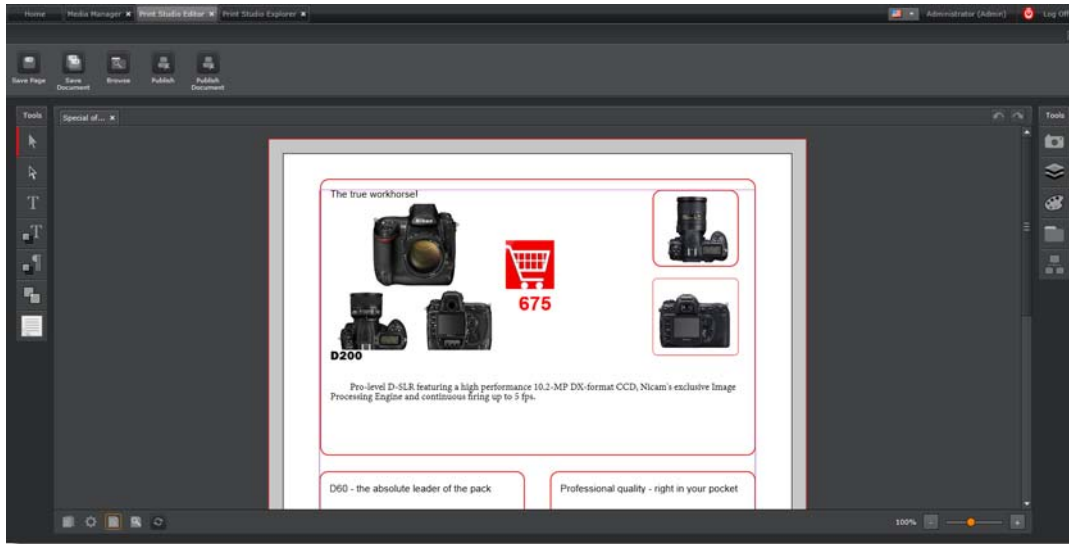 Home Media Manager × Print Studio Editor × Print Studio Explorer × Administrator (Admin) Log Off
Save Page Save Document Browse Publish Publish Document
Tools Special of... × Tools
The true workhorse!
Nikon
675
D200
Pro-level D-SLR featuring a high performance 10.2-MP DX-format CCD, Nicam's exclusive Image
Processing Engine and continuous firing up to 5 fps.
D60 - the absolute leader of the pack Professional quality - right in your pocket
100%